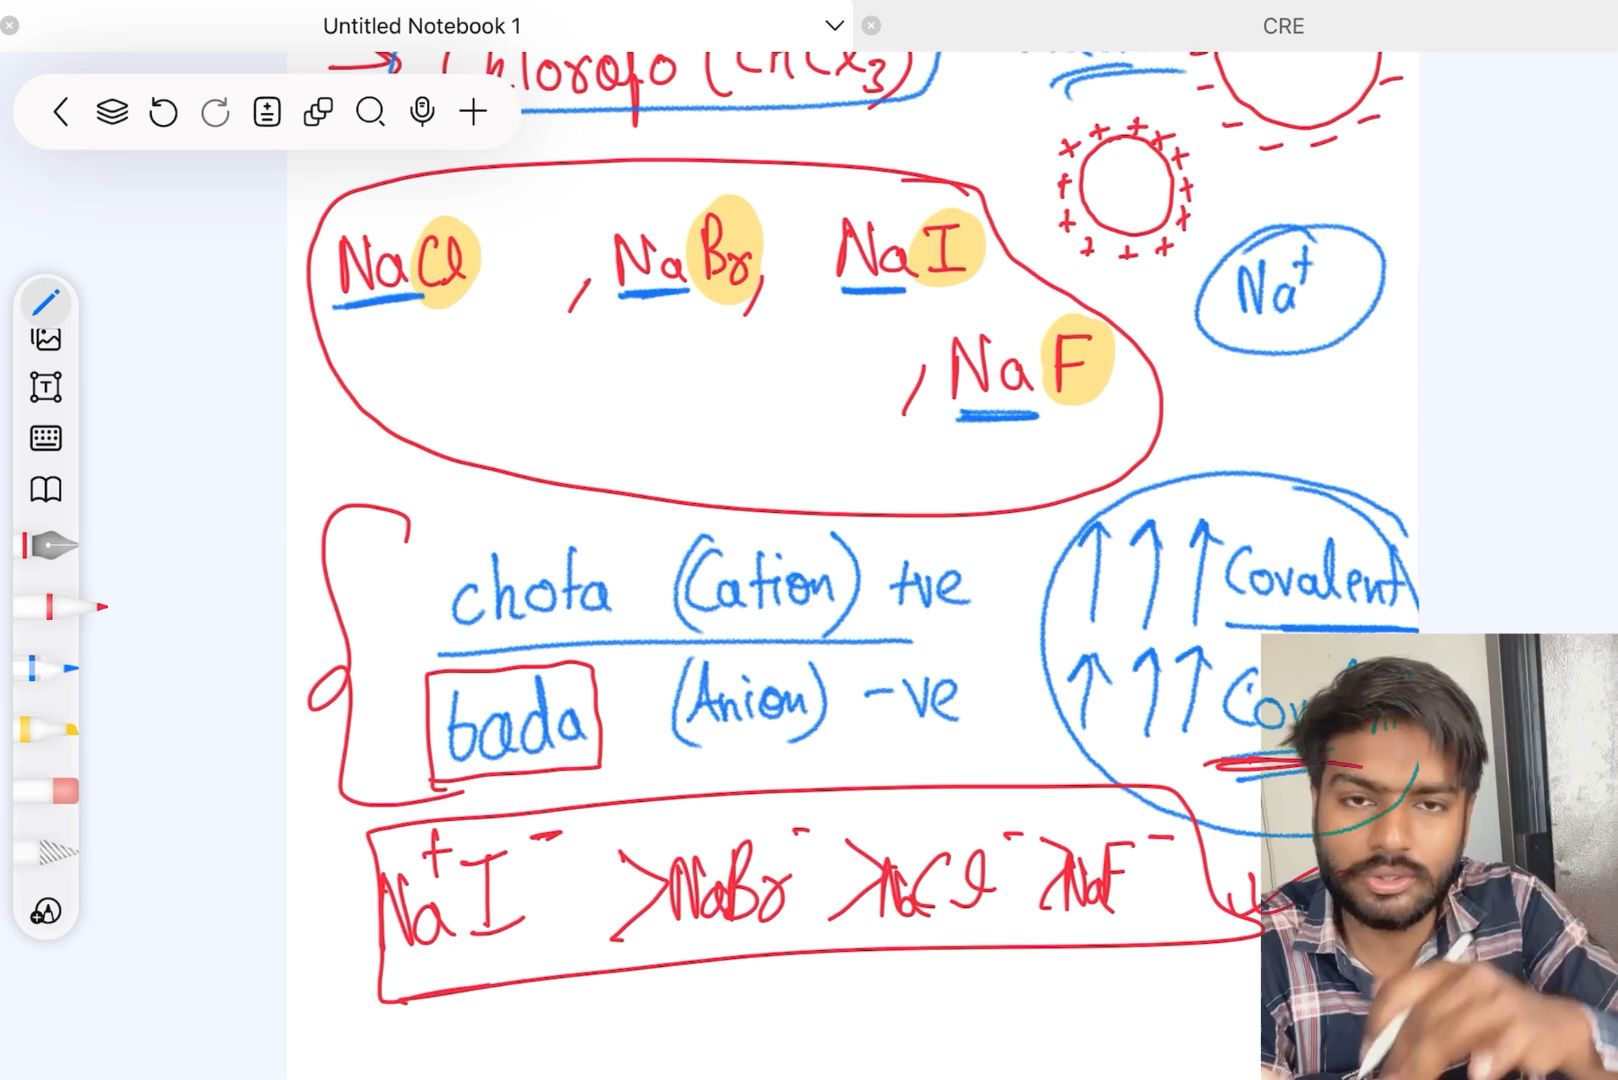 Untitled Notebook 1
CRE
→ Chlorofo (CHCl3)
NaCl , NaBr, NaI
, NaF
Na+
chota (Cation) +ve
bada (Anion) -ve
↑ ↑ ↑ Covalent
↑ ↑ ↑
Na+ I- > NaBr- > NaCl- > NaF-